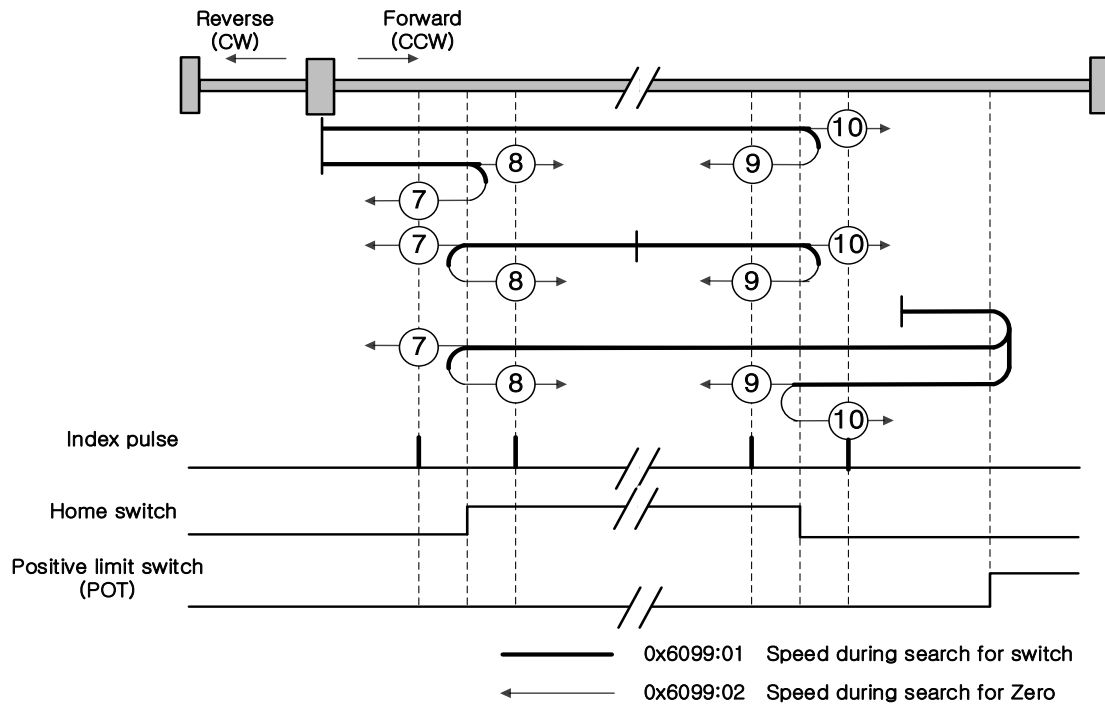 Reverse
(CW)
Forward
(CCW)
10
8
9
7
7
10
8
9
7
8
9
10
Index pulse
Home switch
Positive limit switch
(POT)
0x6099:01 Speed during search for switch
0x6099:02 Speed during search for Zero